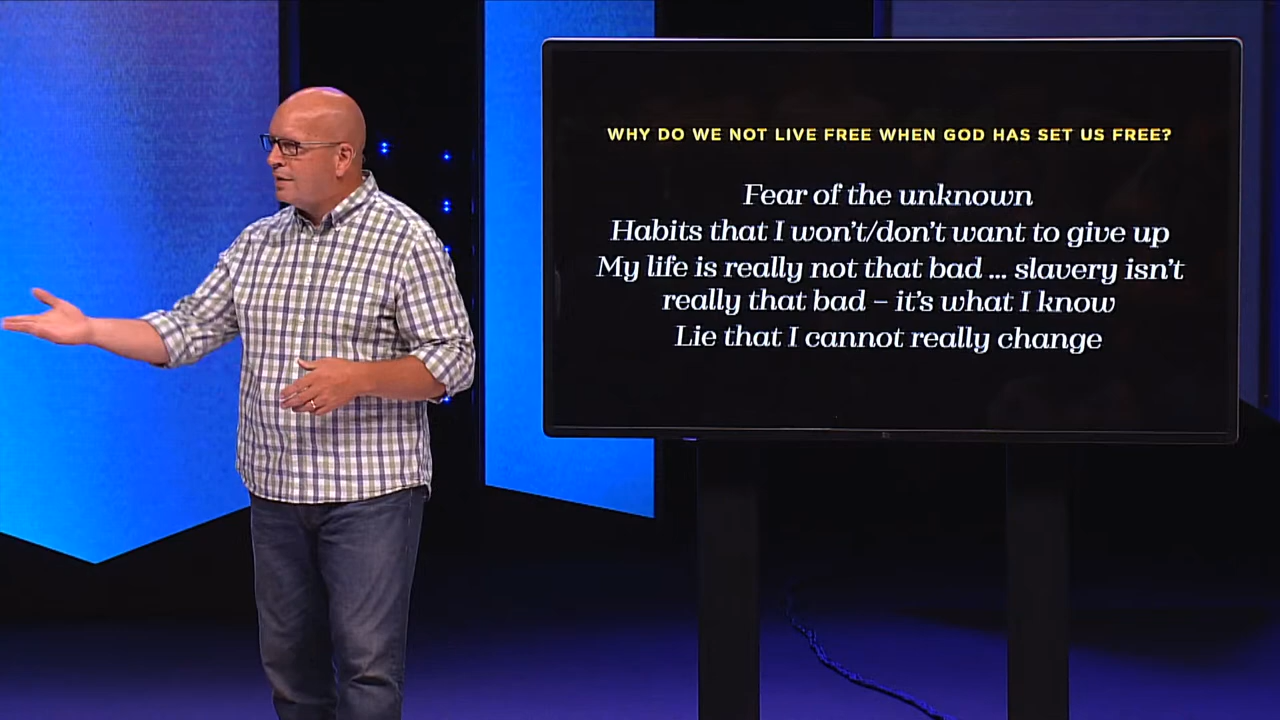 WHY DO WE NOT LIVE FREE WHEN GOD HAS SET US FREE?
Fear of the unknown
Habits that I won't/don't want to give up
My life is really not that bad ... slavery isn't
really that bad – it's what I know
Lie that I cannot really change